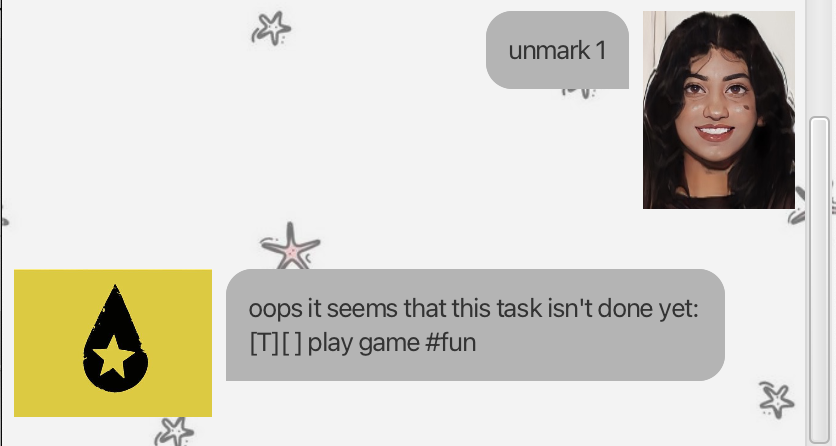 unmark 1
oops it seems that this task isn't done yet:
[T][ ] play game #fun